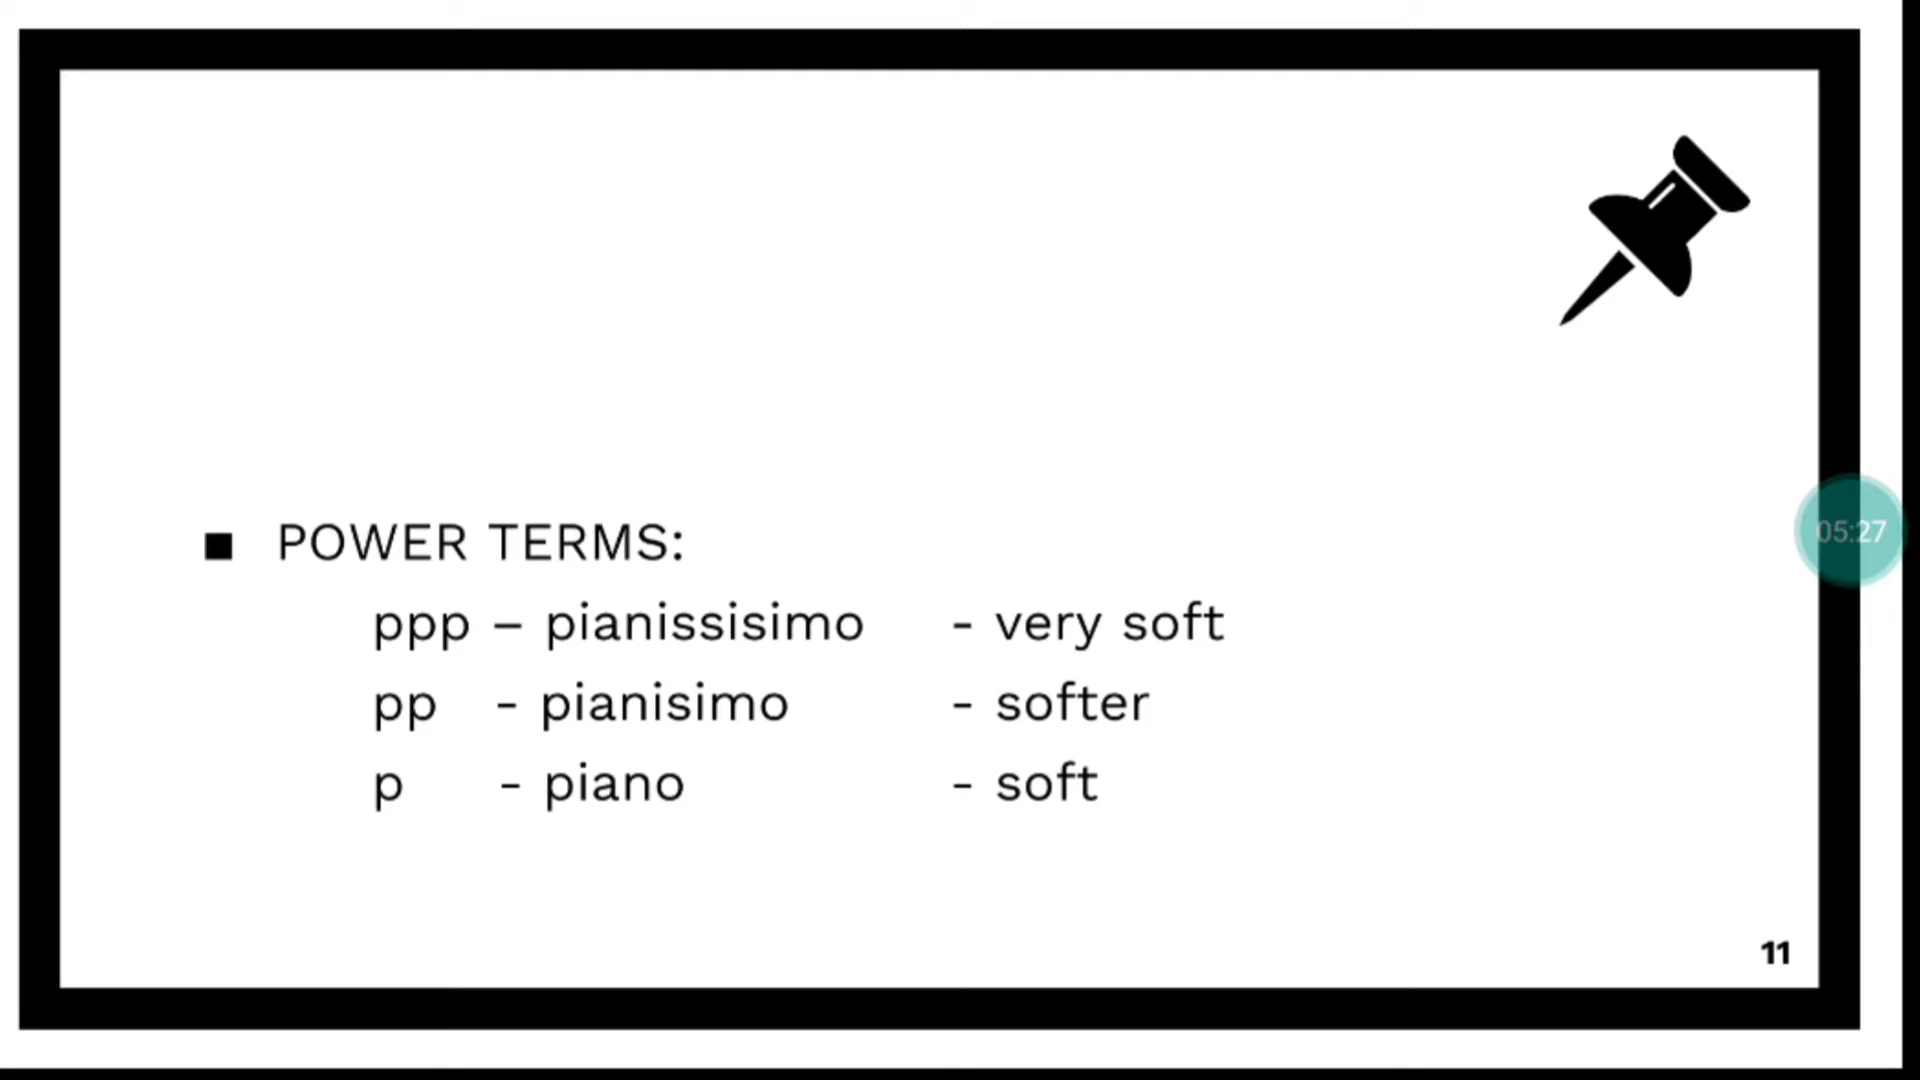 POWER TERMS:
ppp – pianissisimo - very soft
pp - pianisimo - softer
p - piano - soft
05:27
11